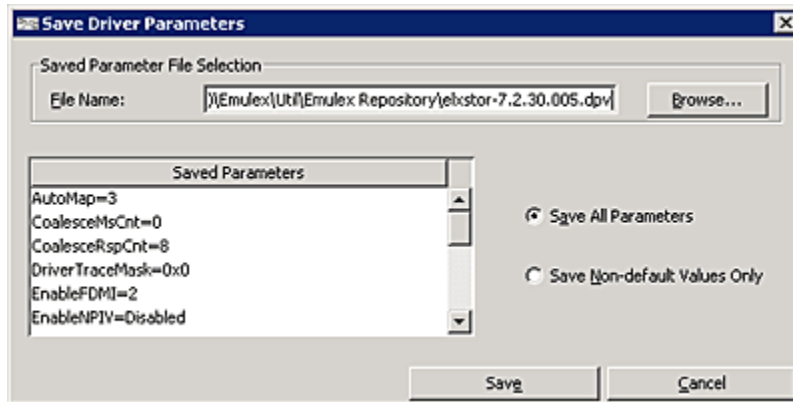 Save Driver Parameters
Saved Parameter File Selection
File Name: )\Emulex\Util\Emulex Repository\elxstor-7.2.30.005.dpv Browse...
Saved Parameters
AutoMap=3
CoalesceMsCnt=0
CoalesceRspCnt=8
DriverTraceMask=0x0
EnableFDMI=2
EnableNPIV=Disabled
Save All Parameters
Save Non-default Values Only
Save Cancel